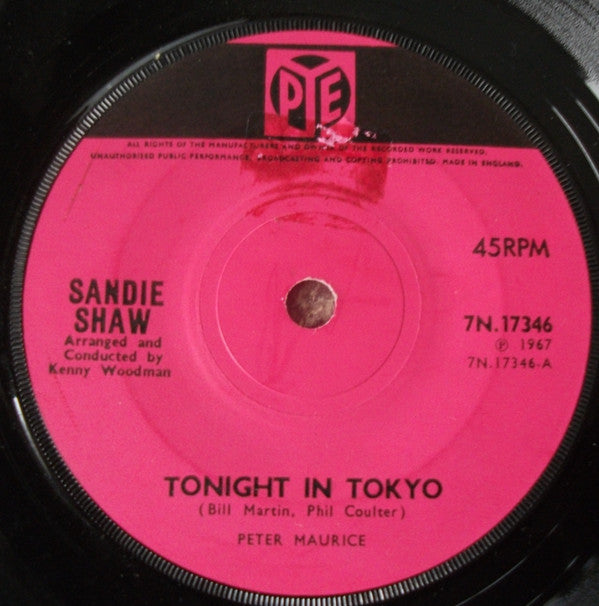 PYE
ALL RIGHTS OF THE MANUFACTURERS AND OWNER OF THE RECORDED WORK RESERVED.
UNAUTHORISED PUBLIC PERFORMANCE, BROADCASTING AND COPYING PROHIBITED. MADE IN ENGLAND.
45RPM
SANDIE
SHAW
Arranged and
Conducted by
Kenny Woodman
7N.17346
℗ 1967
7N.17346-A
TONIGHT IN TOKYO
(Bill Martin, Phil Coulter)
PETER MAURICE